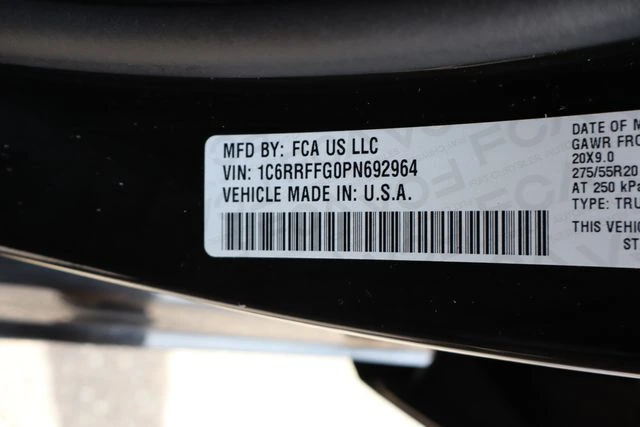 MFD BY: FCA US LLC
VIN: 1C6RRFFG0PN692964
VEHICLE MADE IN: U.S.A.
DATE OF M
GAWR FRO
20X9.0
275/55R20
AT 250 kPa
TYPE: TRU
THIS VEHIC
ST